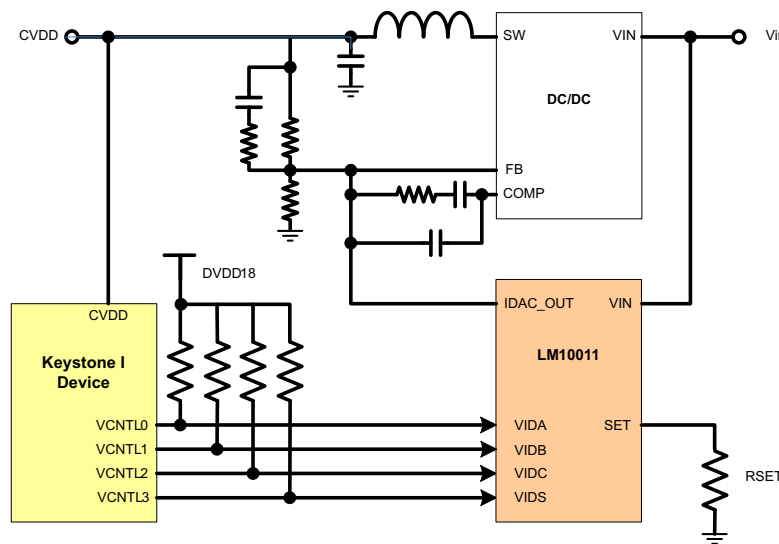 CVDD
SW
VIN
Vi
DC/DC
FB
COMP
DVDD18
CVDD
IDAC_OUT
VIN
Keystone I
Device
LM10011
VCNTL0
VIDA
SET
VCNTL1
VIDB
VCNTL2
VIDC
RSET
VCNTL3
VIDS